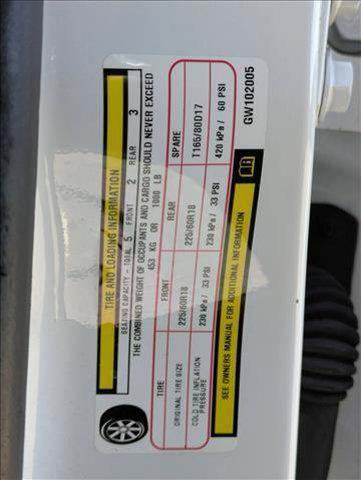 TIRE AND LOADING INFORMATION
SEATING CAPACITY - TOTAL 5 FRONT - 2 REAR 3
THE COMBINED WEIGHT OF OCCUPANTS AND CARGO SHOULD NEVER EXCEED
453 KG OR 1000 LB
TIRE FRONT REAR SPARE
ORIGINAL TIRE SIZE 225/60R18 225/60R18 T165/80D17
COLD TIRE INFLATION PRESSURE 230 kPa / 33 PSI 230 kPa / 33 PSI 420 kPa / 60 PSI
SEE OWNERS MANUAL FOR ADDITIONAL INFORMATION
GW102005